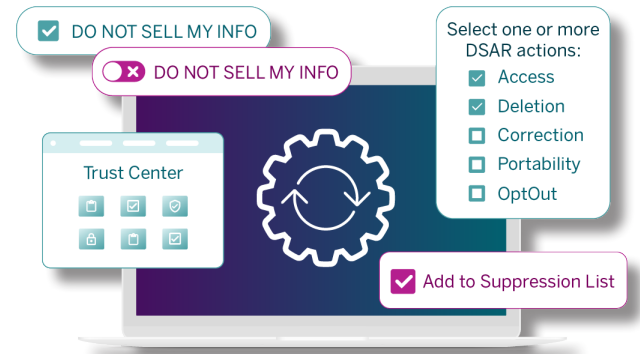 DO NOT SELL MY INFO
DO NOT SELL MY INFO
Select one or more
DSAR actions:
Access
Deletion
Correction
Portability
OptOut
Trust Center
Add to Suppression List